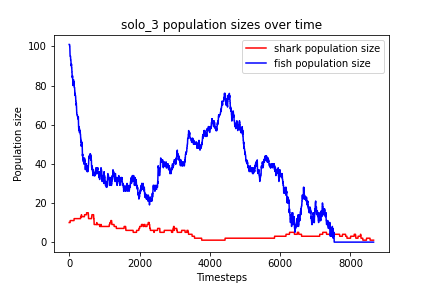 solo_3 population sizes over time
shark population size
fish population size
Population size
100
80
60
40
20
0
0
2000
4000
6000
8000
Timesteps